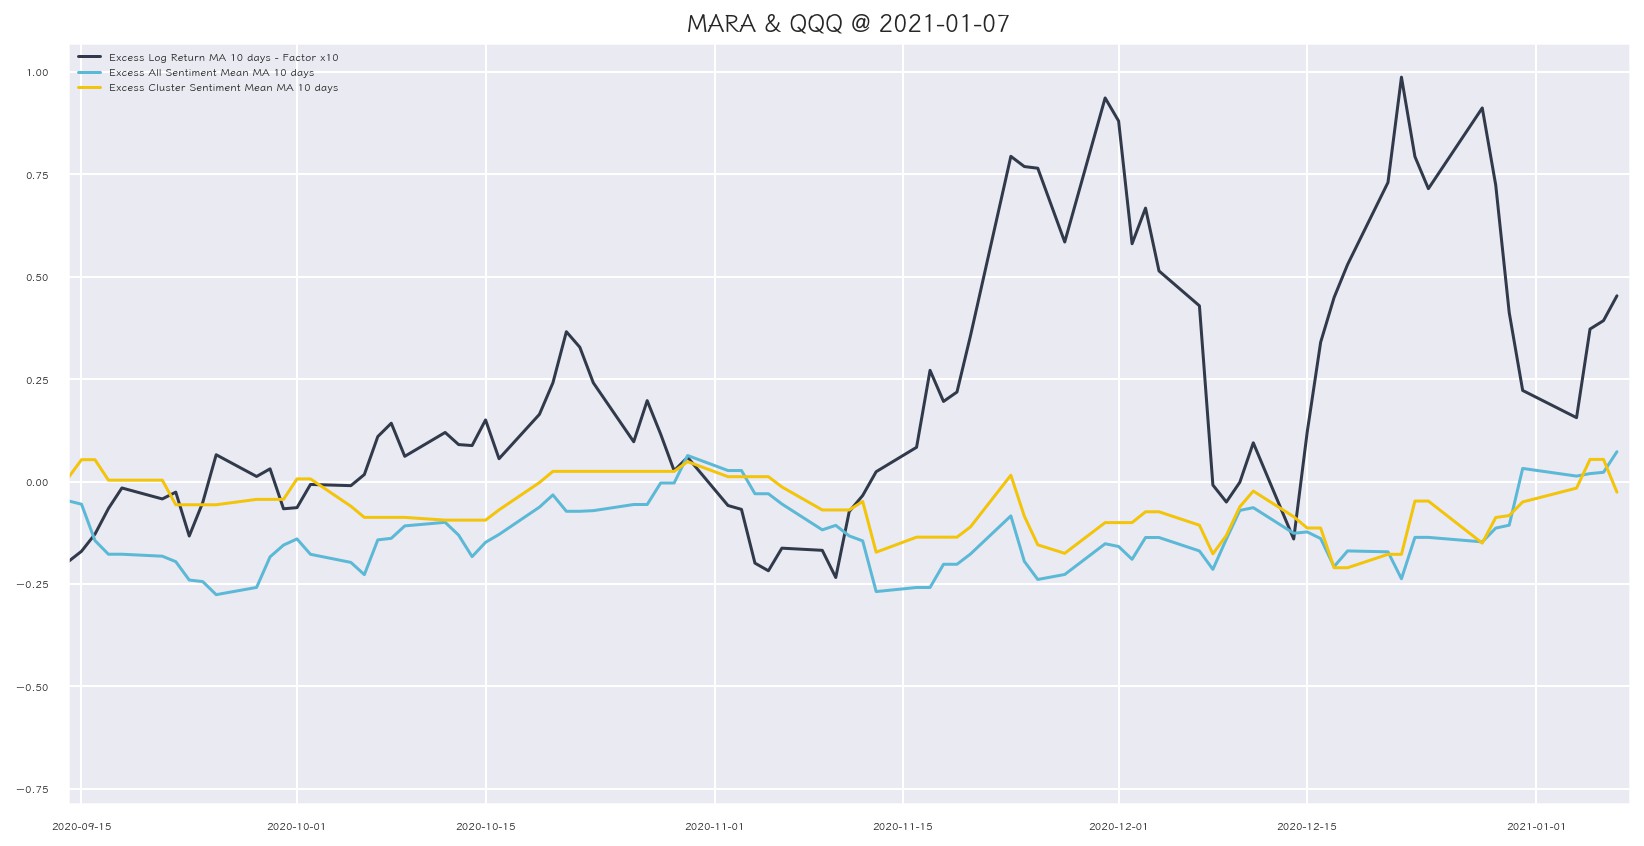 MARA & QQQ @ 2021-01-07
Excess Log Return MA 10 days - Factor x10
Excess All Sentiment Mean MA 10 days
Excess Cluster Sentiment Mean MA 10 days
1.00
0.75
0.50
0.25
0.00
−0.25
−0.50
−0.75
2020-09-15 2020-10-01 2020-10-15 2020-11-01 2020-11-15 2020-12-01 2020-12-15 2021-01-01